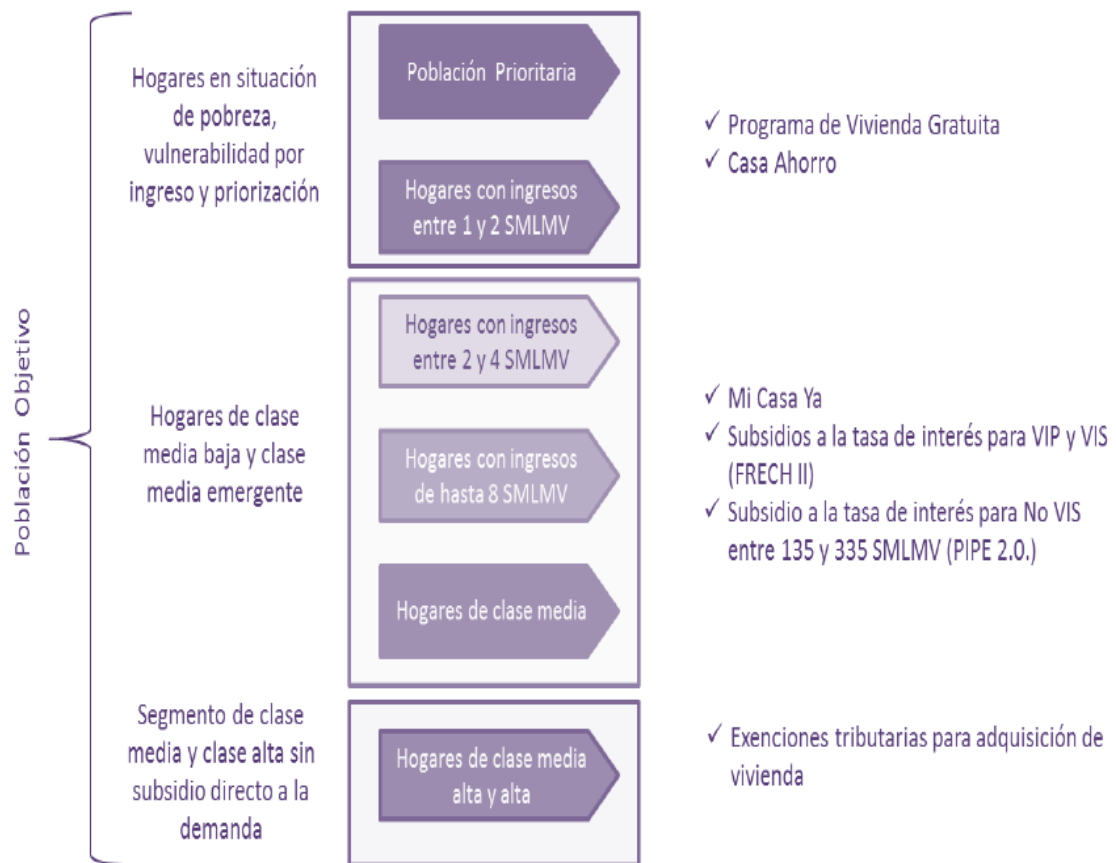 Población Objetivo
Hogares en situación
de pobreza,
vulnerabilidad por
ingreso y priorización
Población Prioritaria
Hogares con ingresos
entre 1 y 2 SMLMV
✓ Programa de Vivienda Gratuita
✓ Casa Ahorro
Hogares de clase
media baja y clase
media emergente
Hogares con ingresos
entre 2 y 4 SMLMV
Hogares con ingresos
de hasta 8 SMLMV
Hogares de clase media
✓ Mi Casa Ya
✓ Subsidios a la tasa de interés para VIP y VIS
(FRECH II)
✓ Subsidio a la tasa de interés para No VIS
entre 135 y 335 SMLMV (PIPE 2.0.)
Segmento de clase
media y clase alta sin
subsidio directo a la
demanda
Hogares de clase media
alta y alta
✓ Exenciones tributarias para adquisición de
vivienda